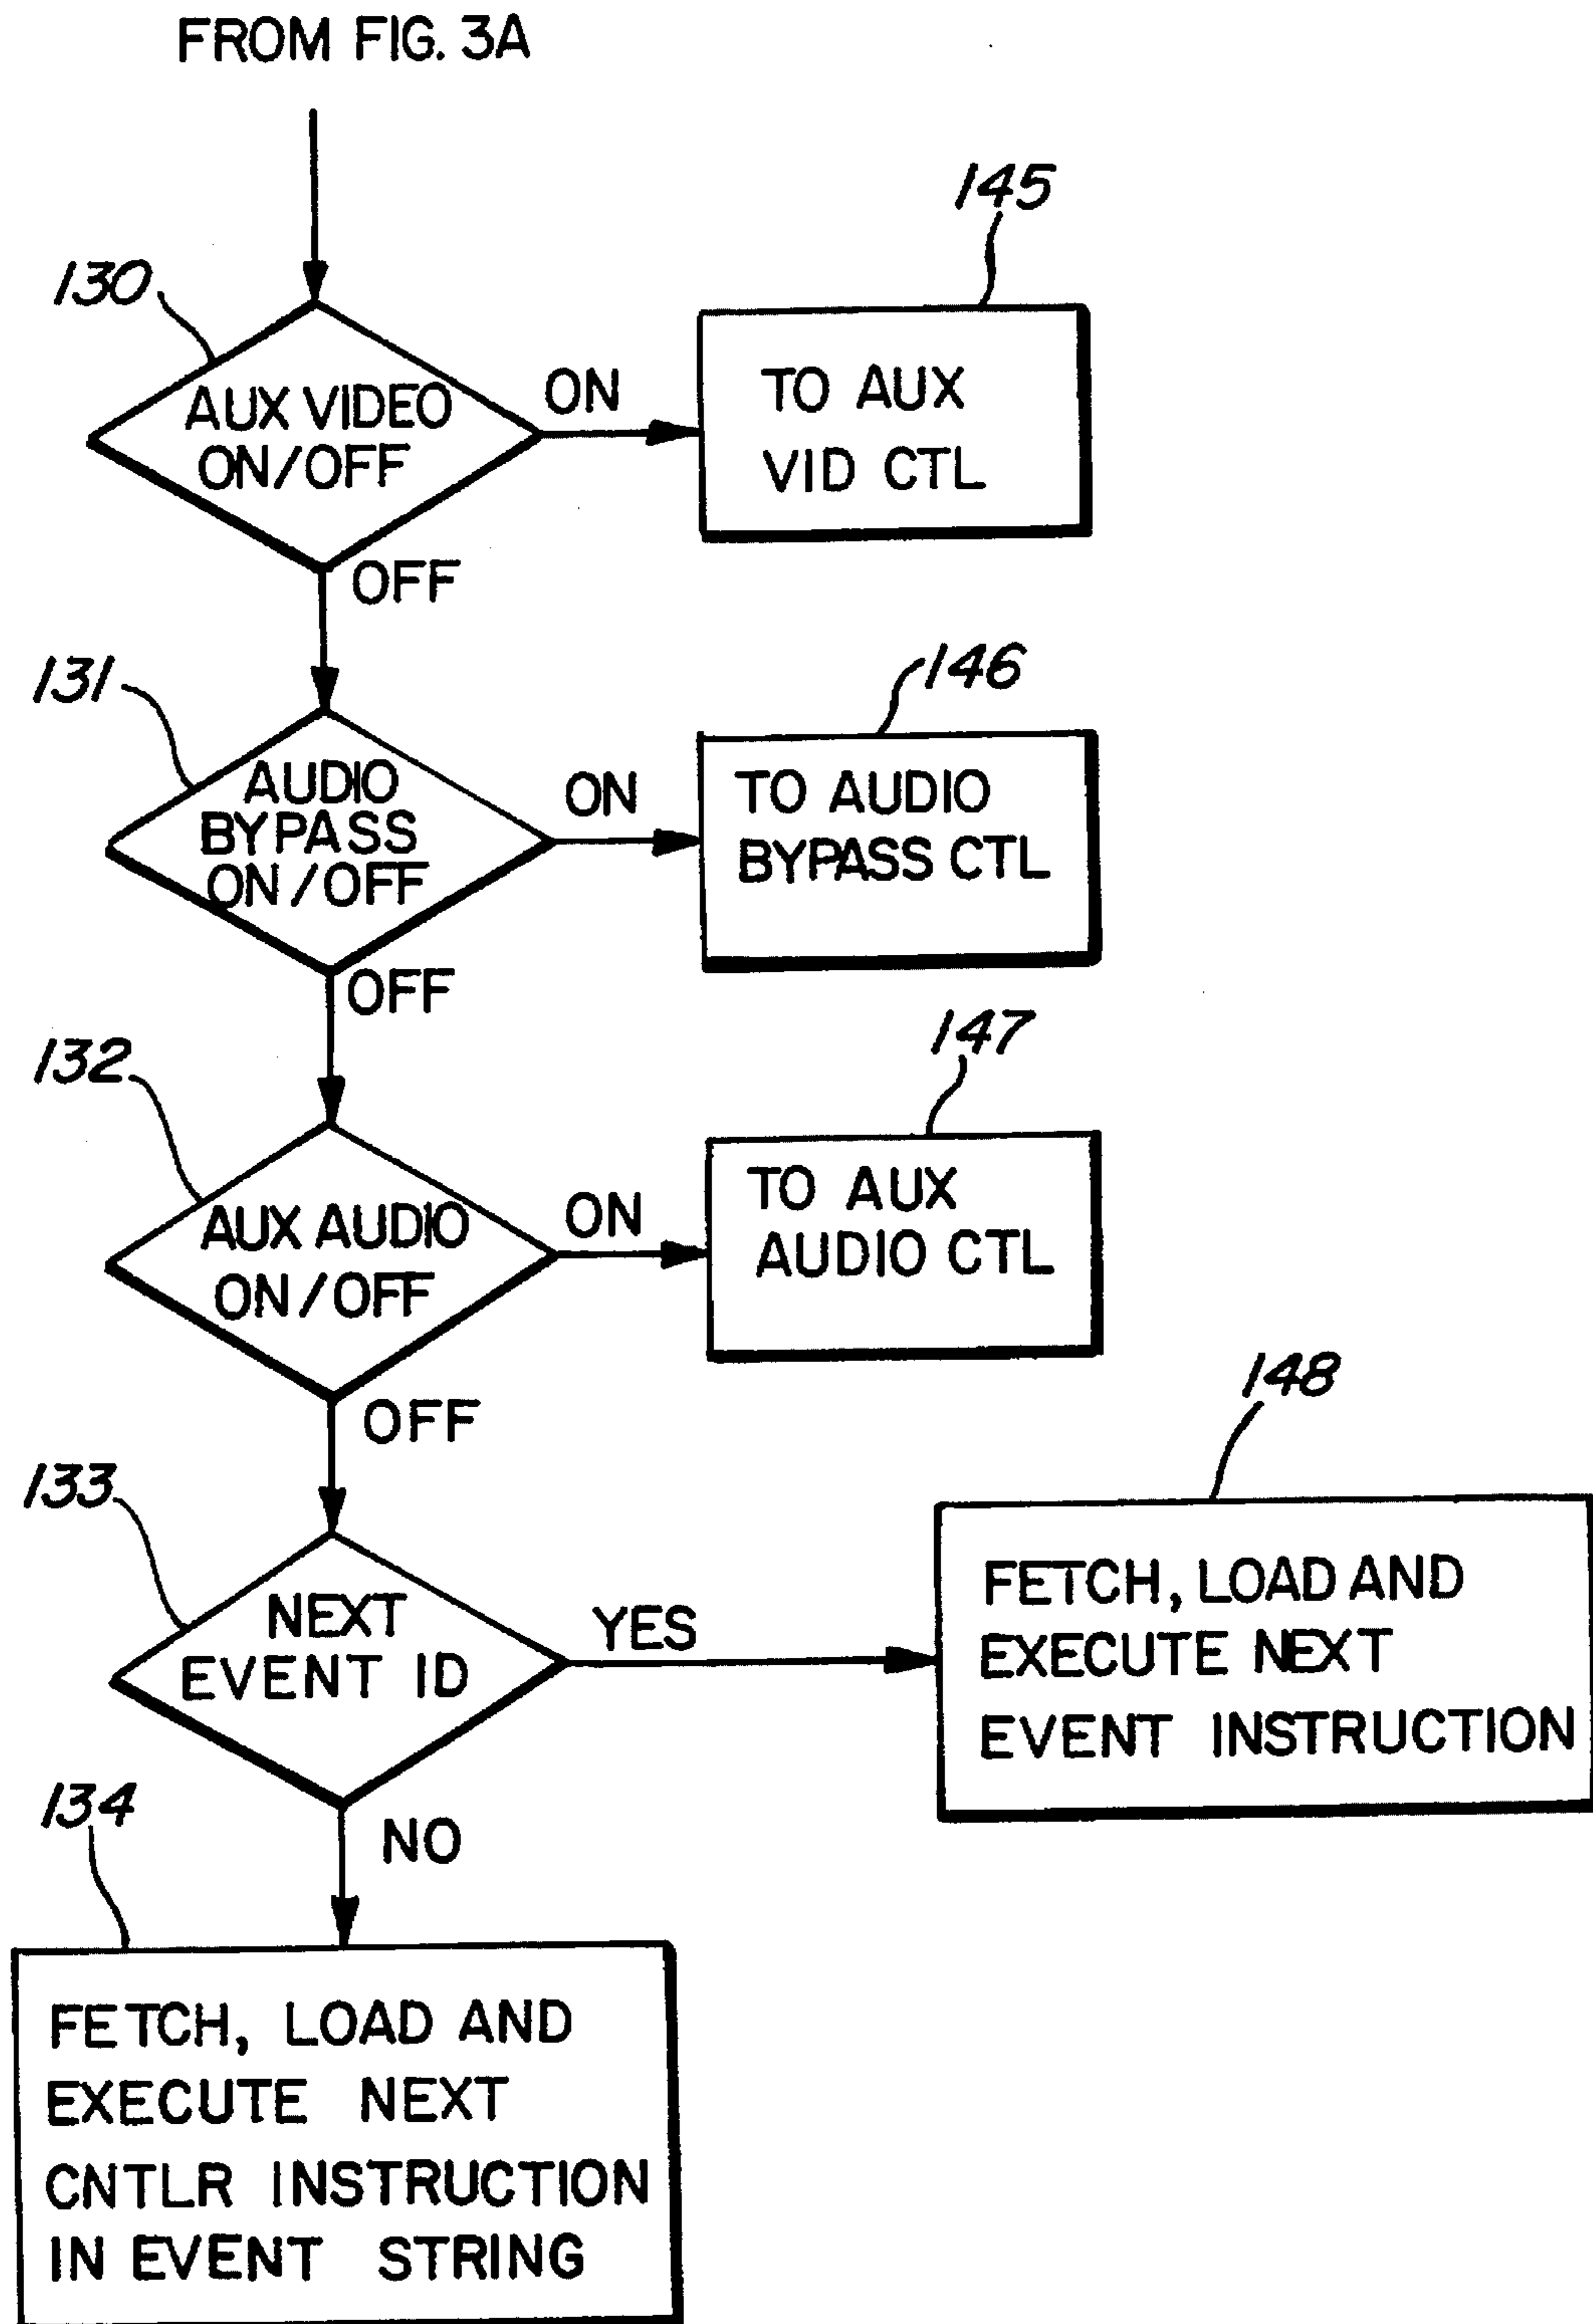 FROM FIG. 3A
145
130
AUX VIDEO
ON/OFF
ON
TO AUX
VID CTL
OFF
146
131
AUDIO
BYPASS
ON/OFF
ON
TO AUDIO
BYPASS CTL
OFF
147
132
AUX AUDIO
ON/OFF
ON
TO AUX
AUDIO CTL
OFF
148
133
NEXT
EVENT ID
YES
FETCH, LOAD AND
EXECUTE NEXT
EVENT INSTRUCTION
NO
134
FETCH, LOAD AND
EXECUTE NEXT
CNTLR INSTRUCTION
IN EVENT STRING